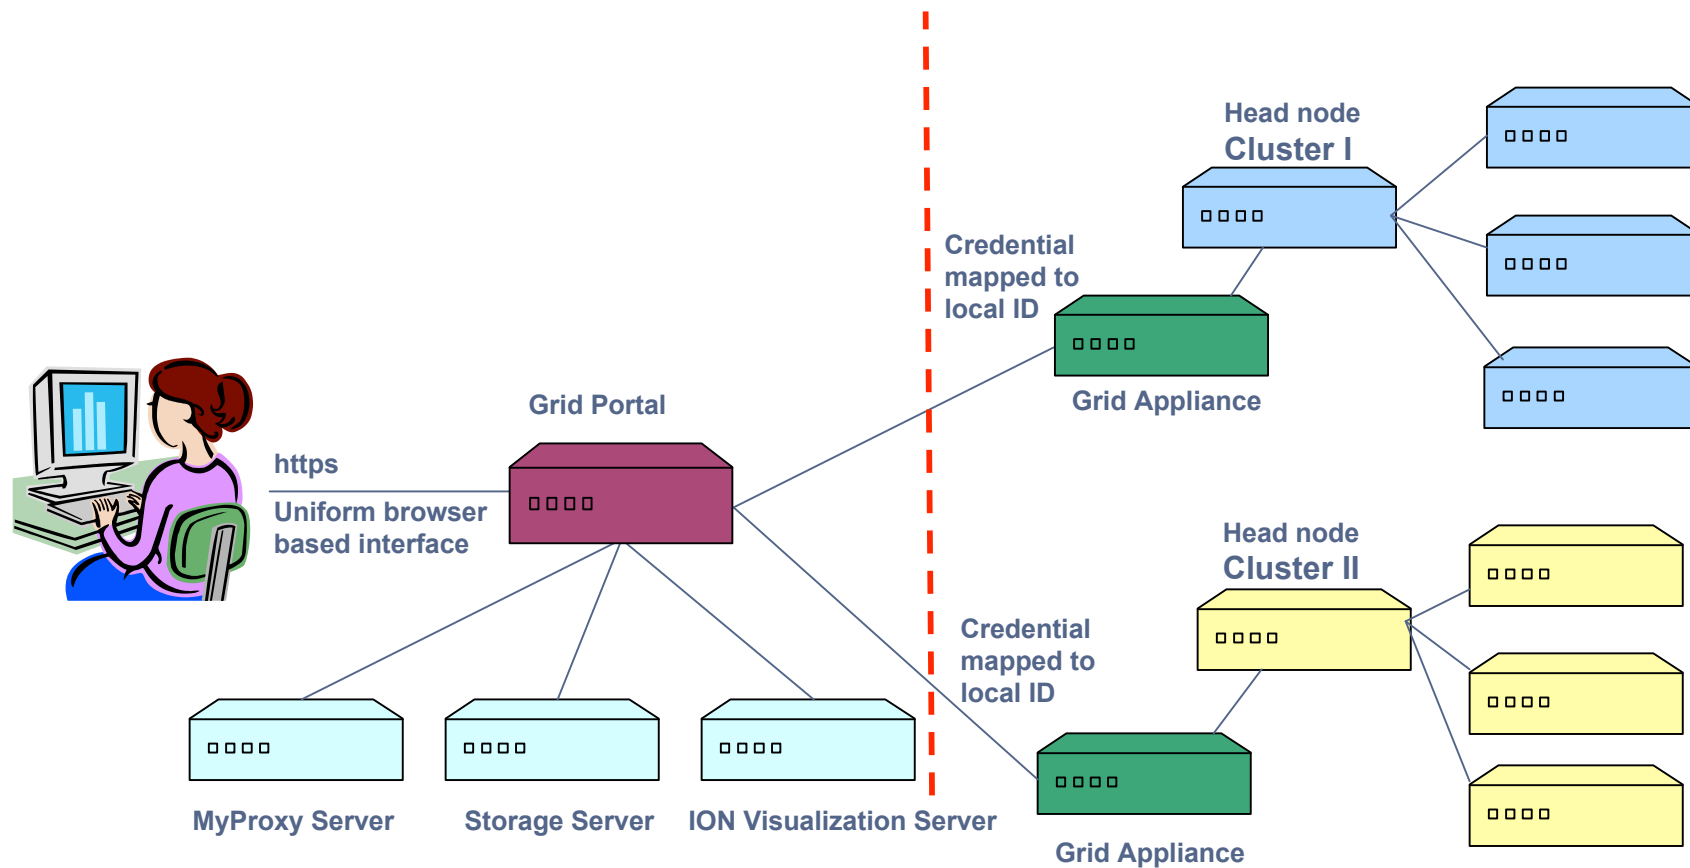 Head node
Cluster I
Credential
mapped to
local ID
Grid Appliance
Grid Portal
https
Uniform browser
based interface
Head node
Cluster II
Credential
mapped to
local ID
MyProxy Server
Storage Server
ION Visualization Server
Grid Appliance